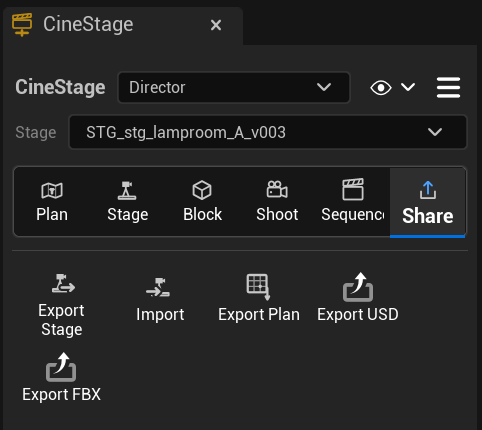 CineStage
CineStage Director
Stage STG_stg_lamproom_A_v003
Plan Stage Block Shoot Sequenc Share
Export Stage Import Export Plan Export USD
Export FBX